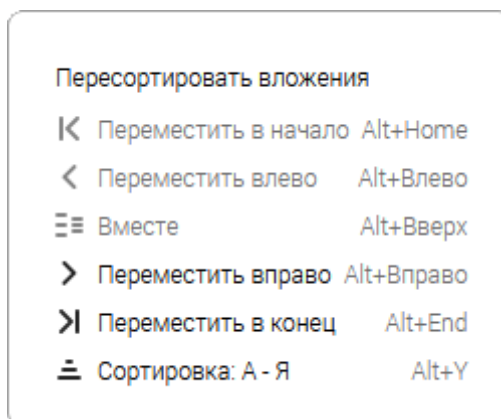 Пересортировать вложения
Переместить в начало Alt+Home
Переместить влево Alt+Влево
Вместе Alt+Вверх
Переместить вправо Alt+Вправо
Переместить в конец Alt+End
Сортировка: А - Я Alt+Y